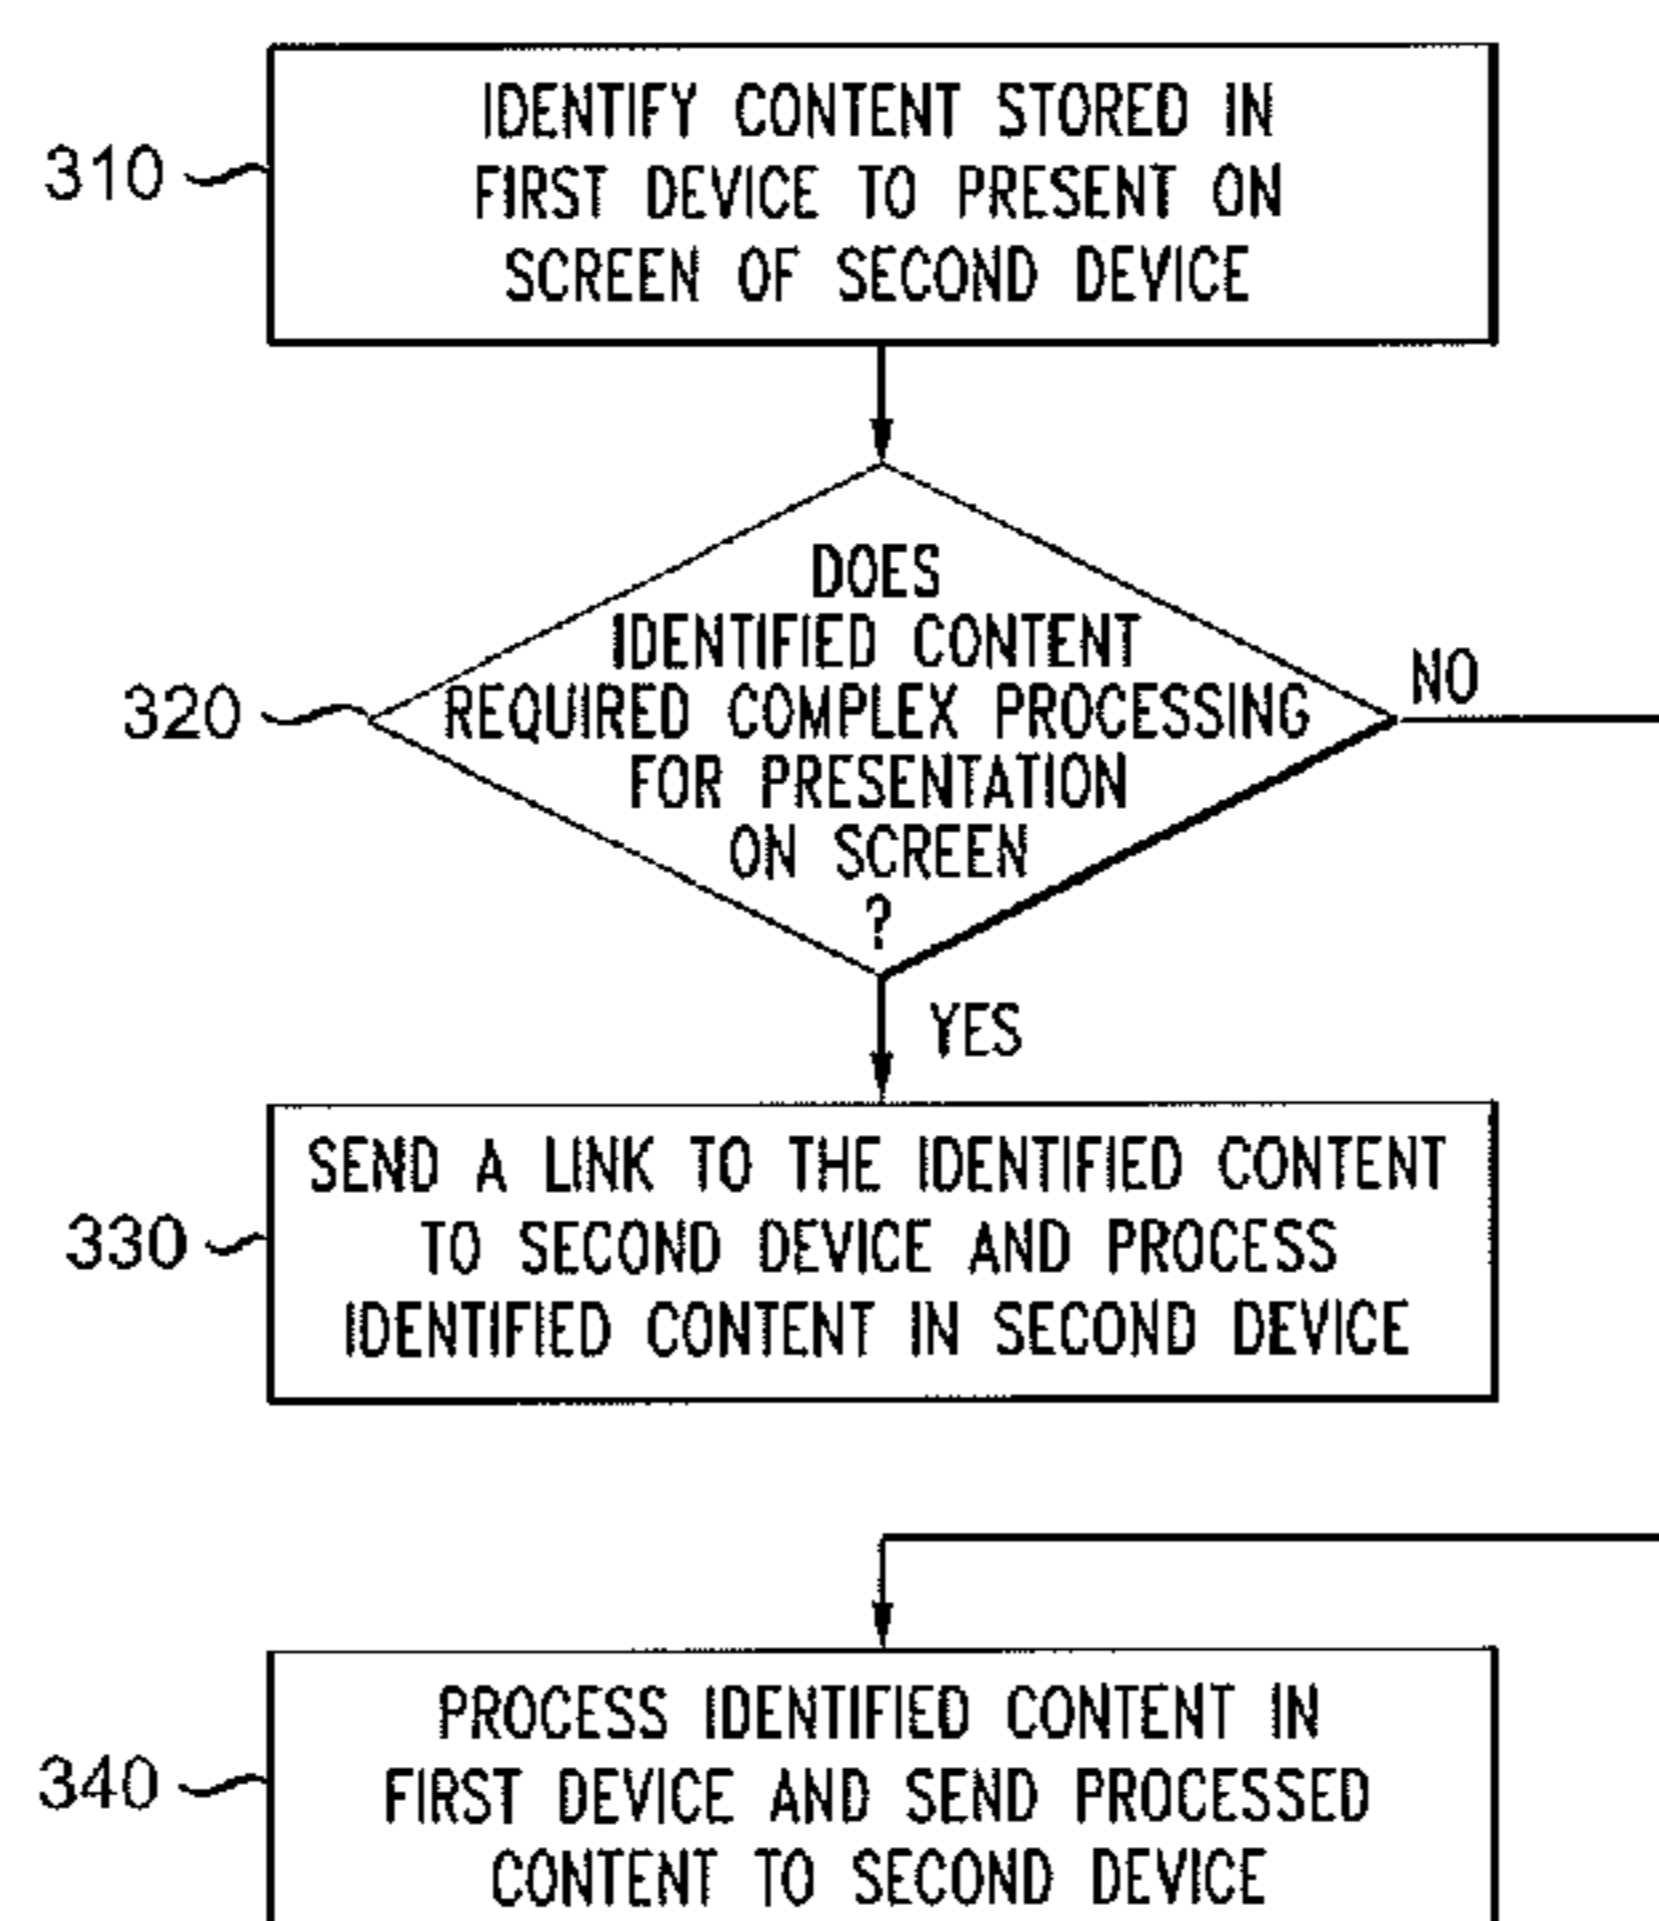 310
IDENTIFY CONTENT STORED IN
FIRST DEVICE TO PRESENT ON
SCREEN OF SECOND DEVICE
320
DOES
IDENTIFIED CONTENT
REQUIRED COMPLEX PROCESSING
FOR PRESENTATION
ON SCREEN
?
NO
YES
330
SEND A LINK TO THE IDENTIFIED CONTENT
TO SECOND DEVICE AND PROCESS
IDENTIFIED CONTENT IN SECOND DEVICE
340
PROCESS IDENTIFIED CONTENT IN
FIRST DEVICE AND SEND PROCESSED
CONTENT TO SECOND DEVICE